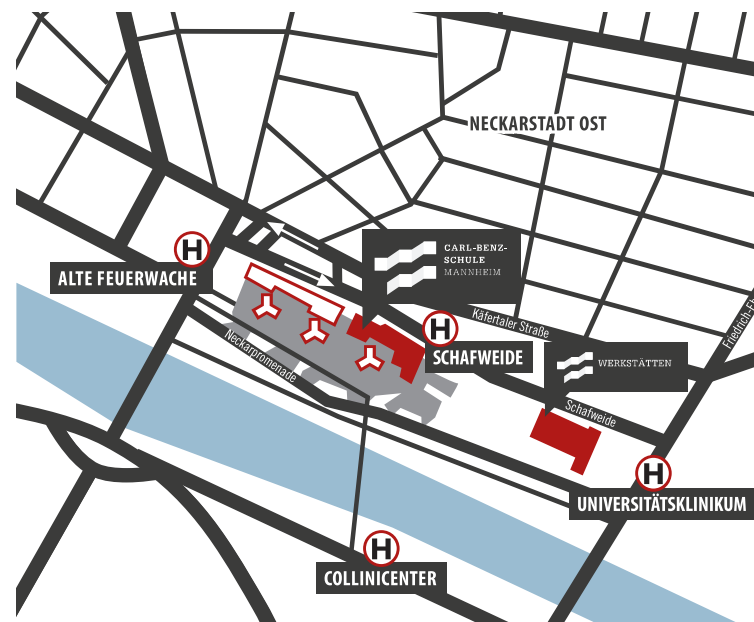 NECKARSTADT OST
H
CARL-BENZ-
SCHULE
MANNHEIM
ALTE FEUERWACHE
Käfertaler Straße
H
SCHAFWEIDE
Neckarpromenade
WERKSTÄTTEN
Schafweide
H
UNIVERSITÄTSKLINIKUM
H
COLLINICENTER